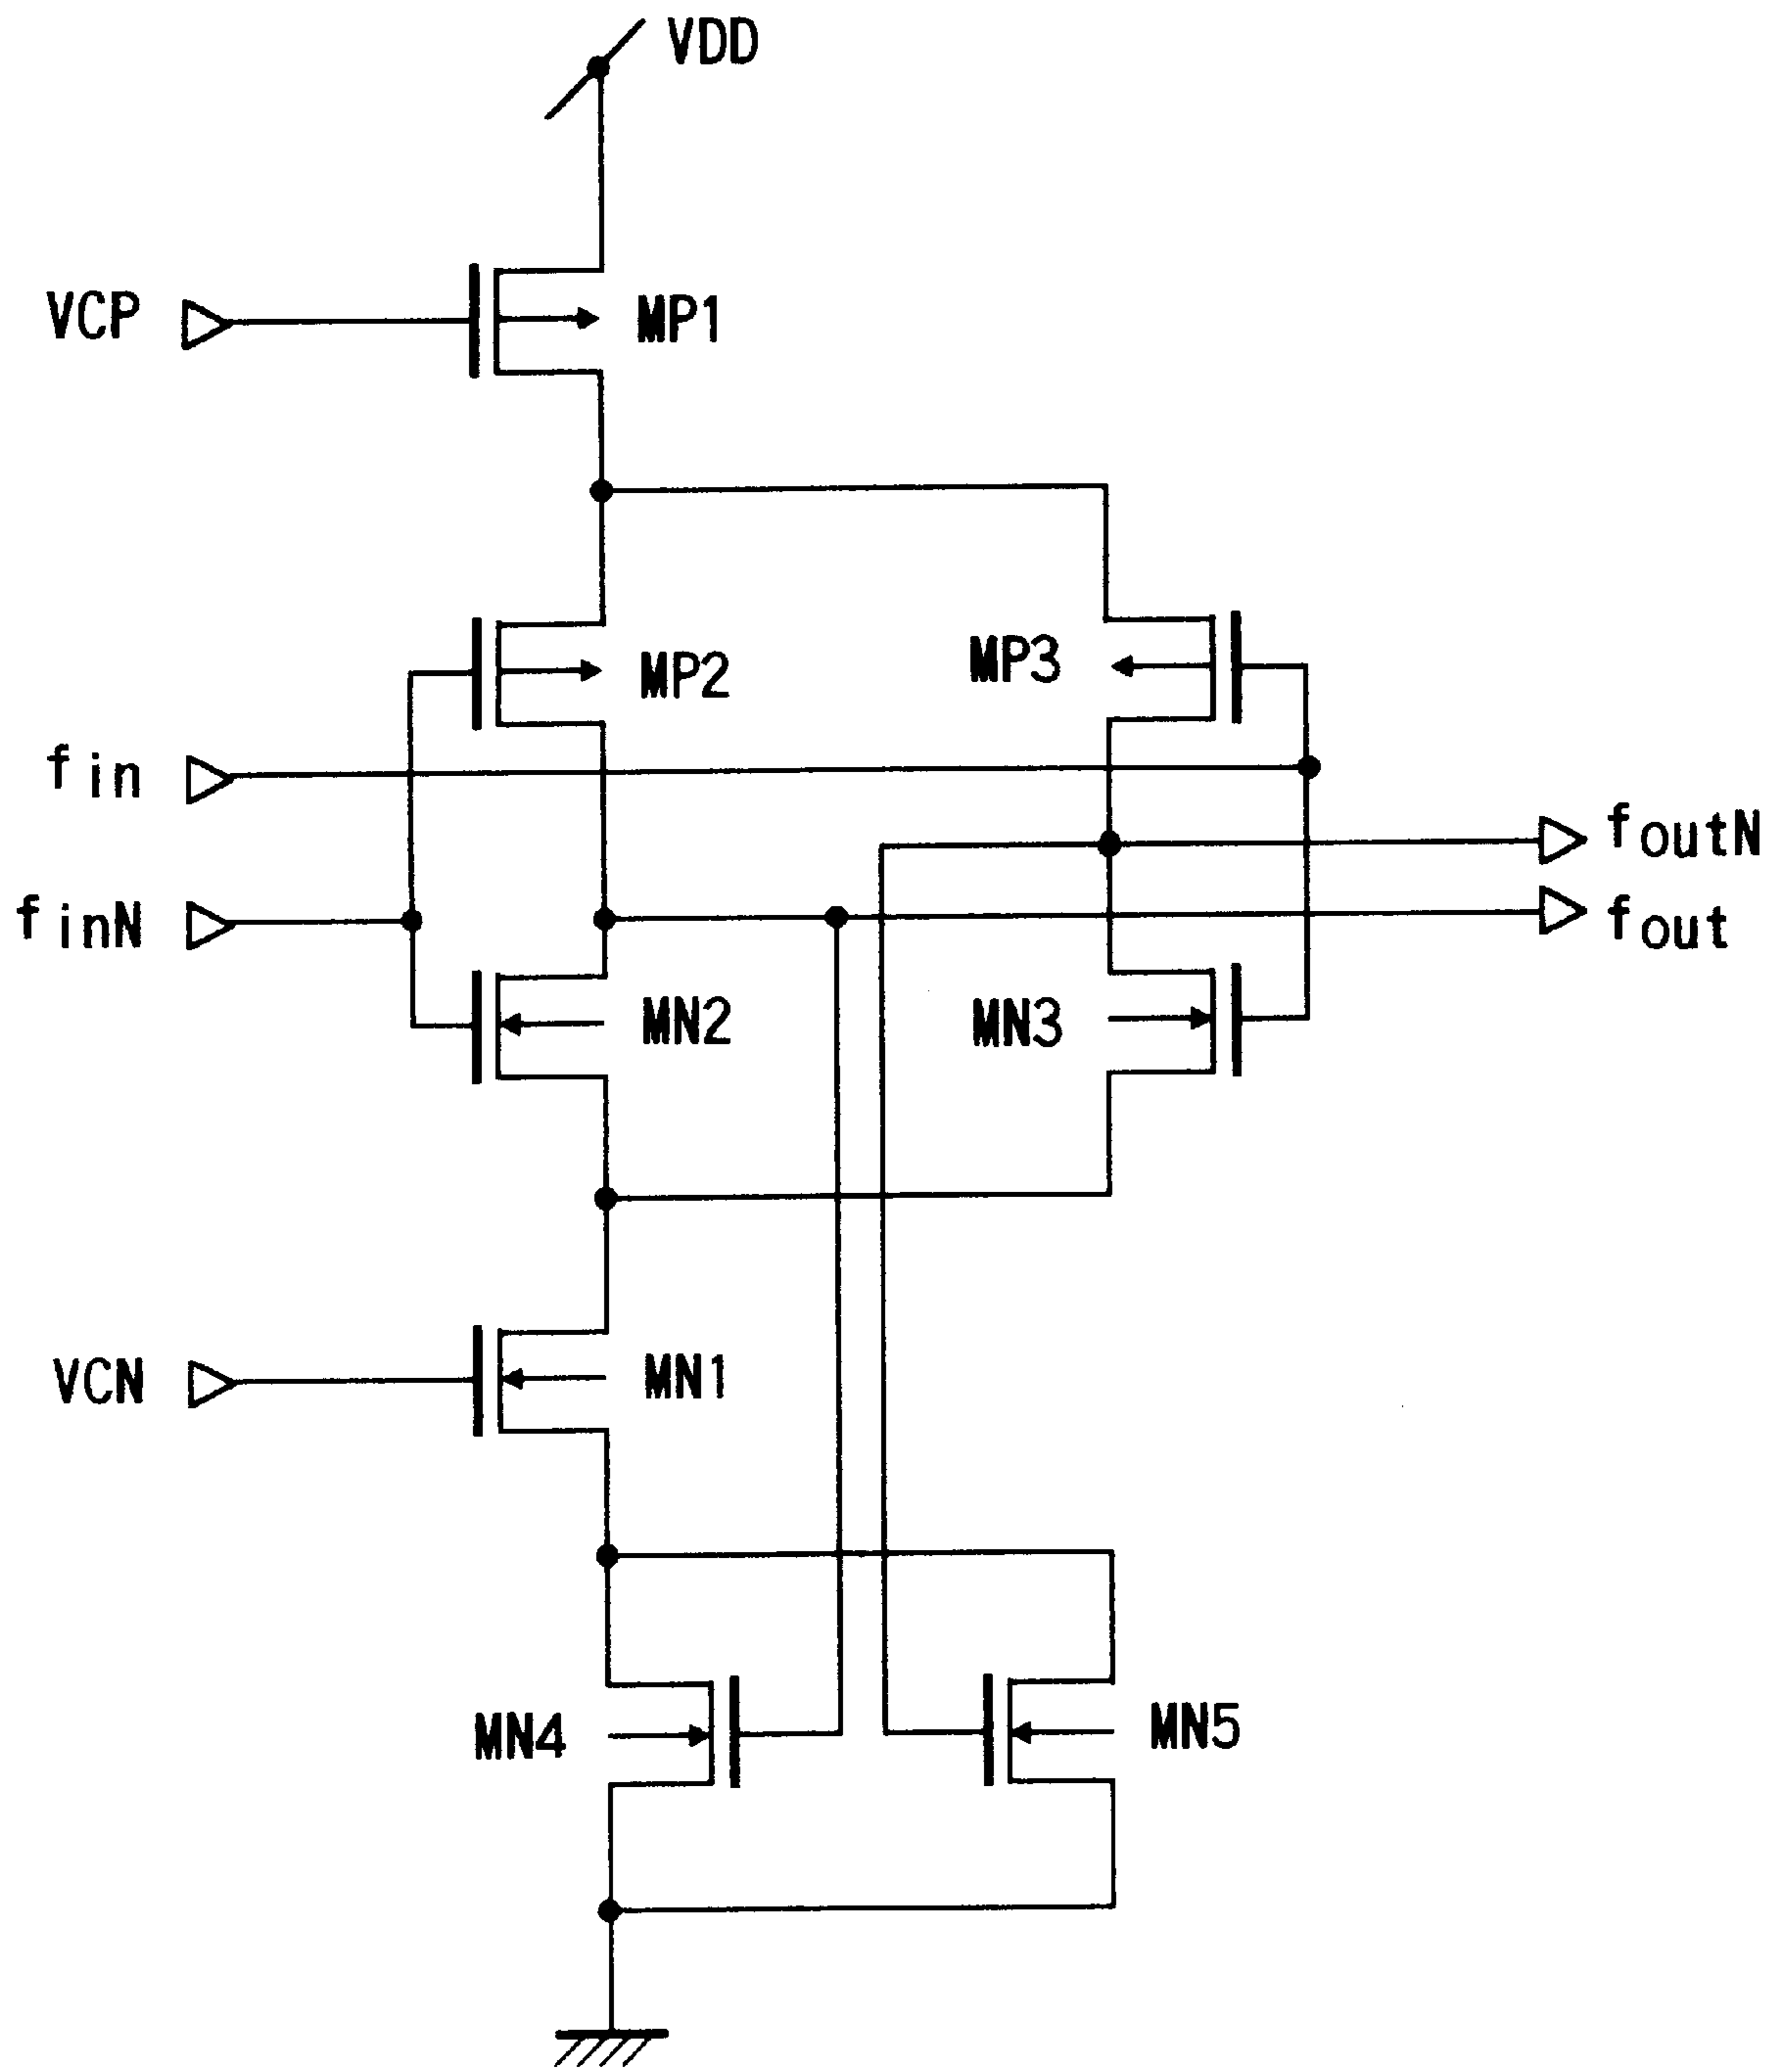 VDD
VCP
MP1
MP2
MP3
fin
foutN
finN
fout
MN2
MN3
VCN
MN1
MN4
MN5